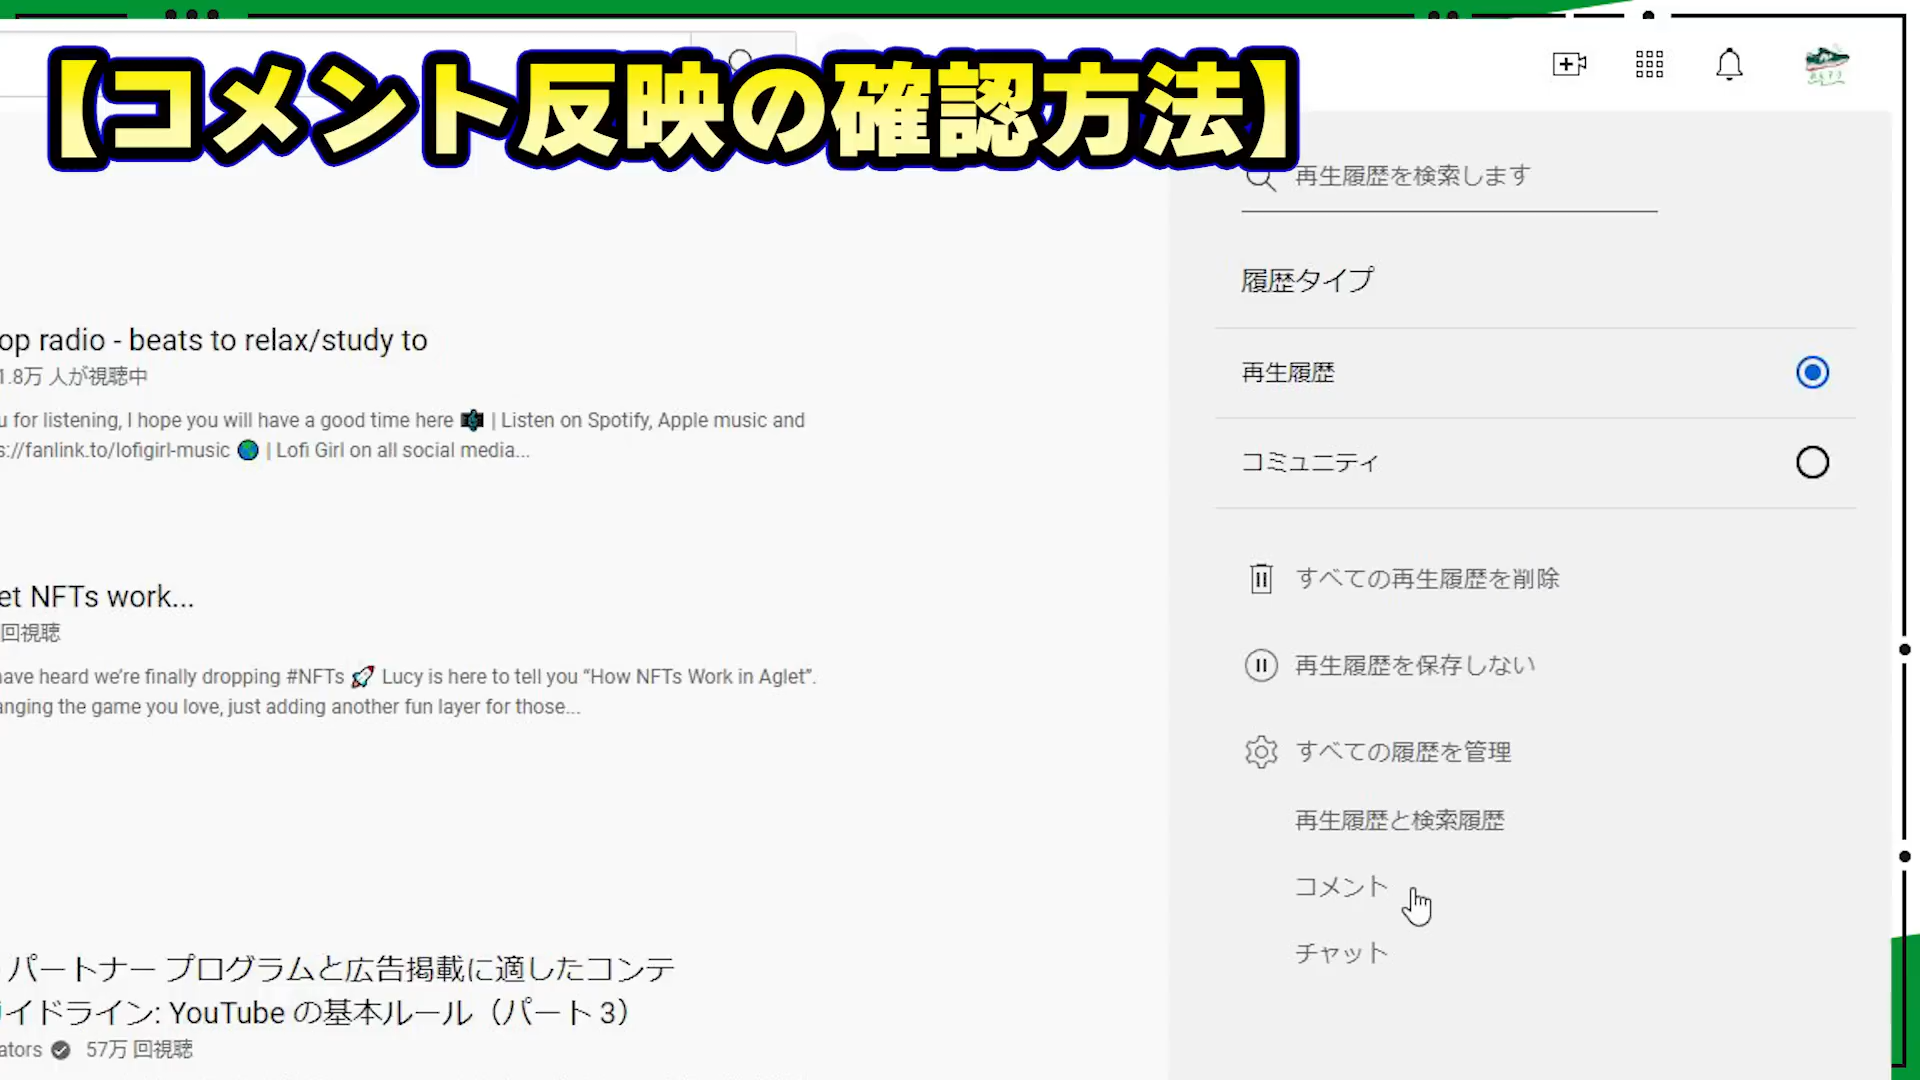 【コメント反映の確認方法】
再生履歴を検索します
履歴タイプ
再生履歴
コミュニティ
すべての再生履歴を削除
再生履歴を保存しない
すべての履歴を管理
再生履歴と検索履歴
コメント
チャット
op radio - beats to relax/study to
1.8万 人が視聴中
u for listening, I hope you will have a good time here | Listen on Spotify, Apple music and
s://fanlink.to/lofigirl-music | Lofi Girl on all social media...
et NFTs work...
回視聴
ave heard we're finally dropping #NFTs 🚀 Lucy is here to tell you “How NFTs Work in Aglet”.
anging the game you love, just adding another fun layer for those...
パートナー プログラムと広告掲載に適したコンテ
イドライン: YouTube の基本ルール（パート 3）
ators 57万 回視聴